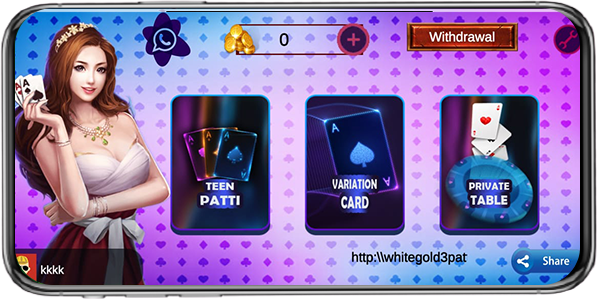 0
Withdrawal
TEEN
PATTI
VARIATION
CARD
PRIVATE
TABLE
http:\\whitegold3pat
kkkk
Share